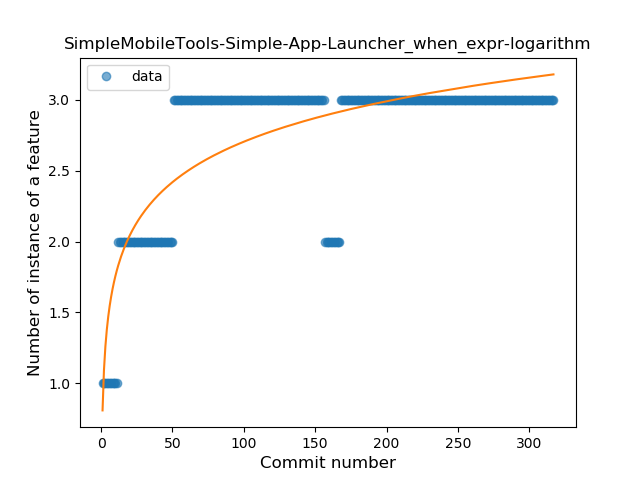 SimpleMobileTools-Simple-App-Launcher_when_expr-logarithm
data
Number of instance of a feature
3.0
2.5
2.0
1.5
1.0
0 50 100 150 200 250 300
Commit number